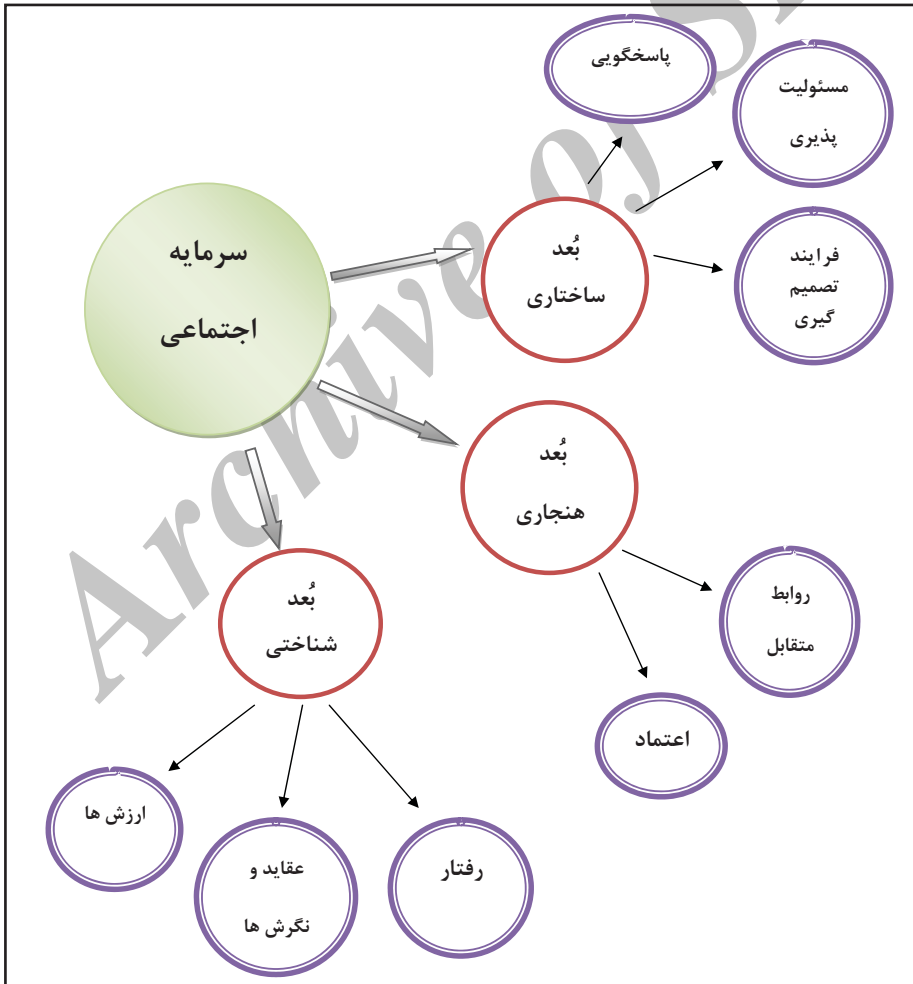 پاسخگویی
مسئولیت
پذیری
فرایند
تصمیم
گیری
سرمایه
اجتماعی
بُعد
ساختاری
بُعد
هنجاری
روابط
متقابل
اعتماد
بُعد
شناختی
ارزش ها
عقاید و
نگرش ها
رفتار
Archive of